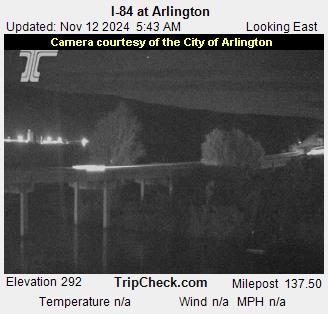 I-84 at Arlington
Updated: Nov 12 2024 5:43 AM Looking East
Camera courtesy of the City of Arlington
Elevation 292 TripCheck.com Milepost 137.50
Temperature n/a Wind n/a MPH n/a